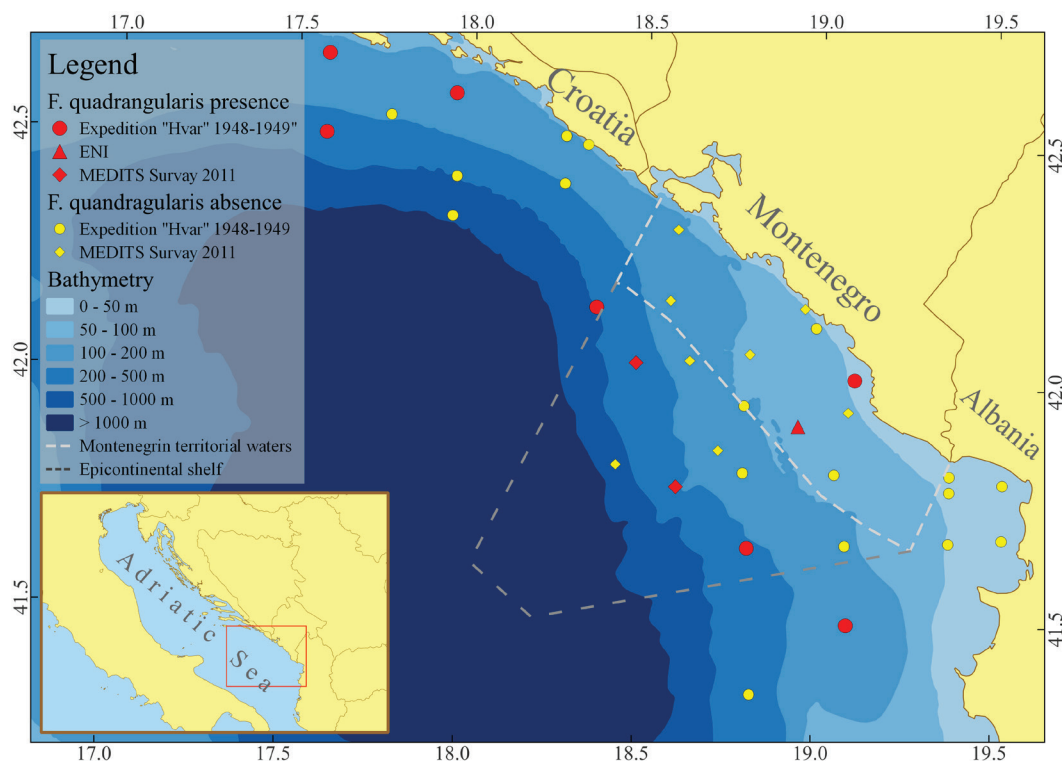 17.0 17.5 18.0 18.5 19.0 19.5
Legend
F. quadrangularis presence
Expedition "Hvar" 1948-1949"
ENI
MEDITS Survay 2011
F. quandragularis absence
Expedition "Hvar" 1948-1949
MEDITS Survay 2011
Bathymetry
0 - 50 m
50 - 100 m
100 - 200 m
200 - 500 m
500 - 1000 m
> 1000 m
Montenegrin territorial waters
Epicontinental shelf
Croatia
Montenegro
Albania
42.5
42.0
41.5
42.5
42.0
41.5
Adriatic
Sea
17.0 17.5 18.0 18.5 19.0 19.5